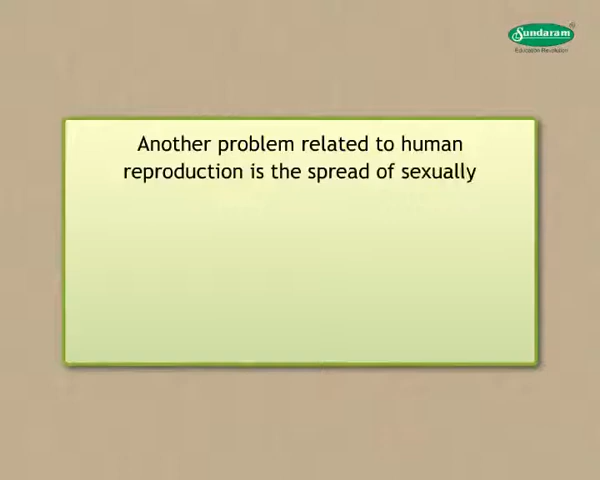 Sundaram
Education Revolution
Another problem related to human
reproduction is the spread of sexually